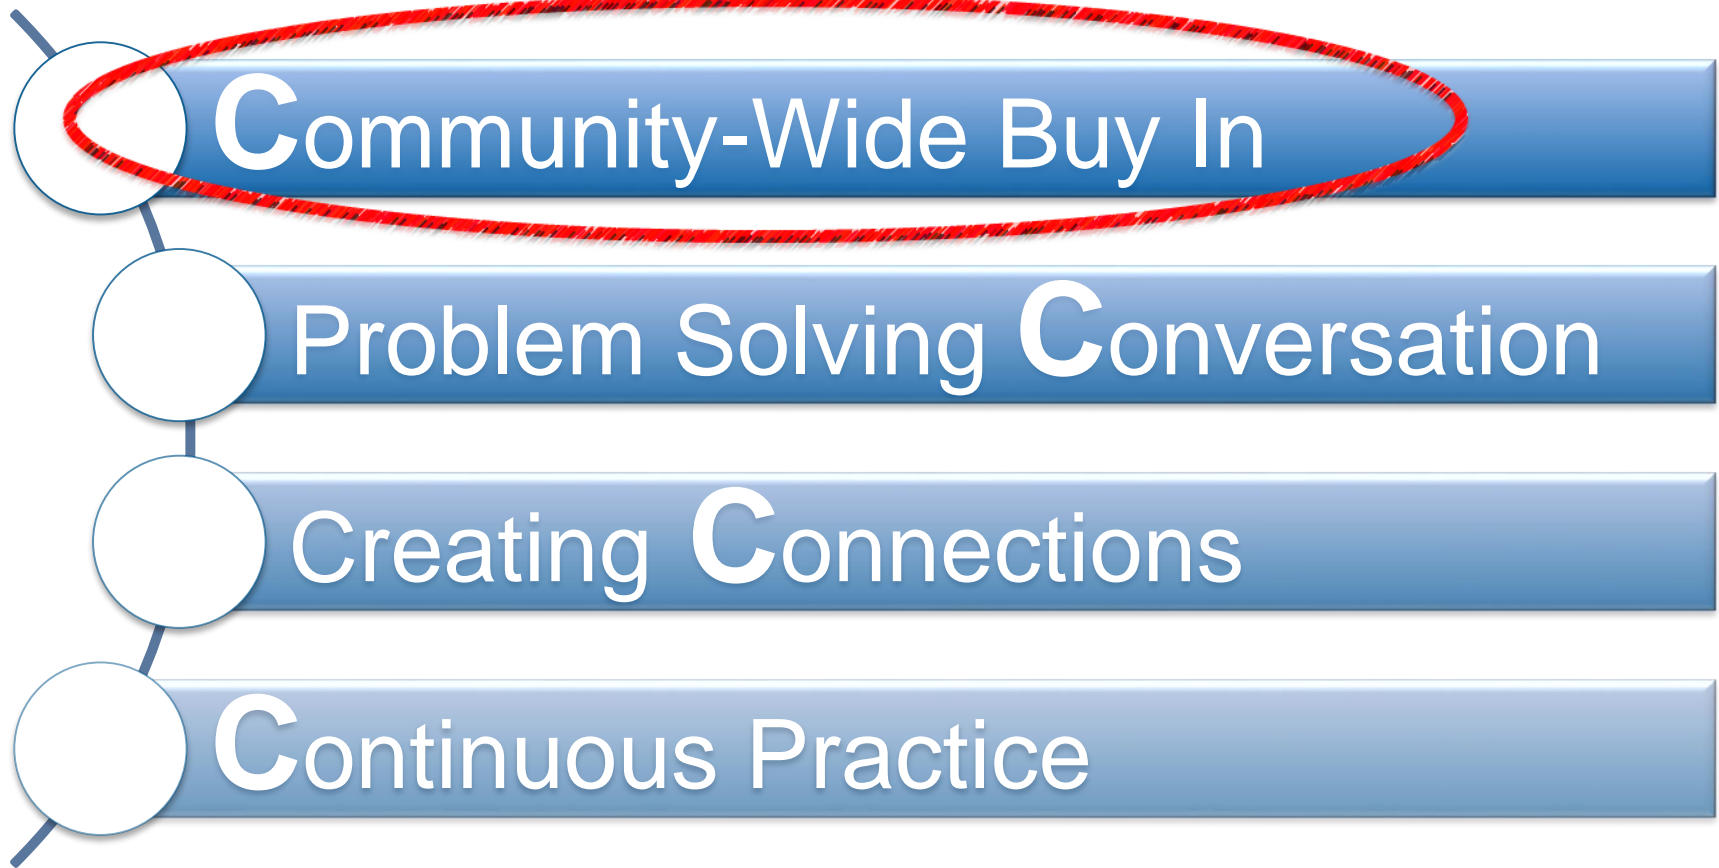 Community-Wide Buy In
Problem Solving Conversation
Creating Connections
Continuous Practice